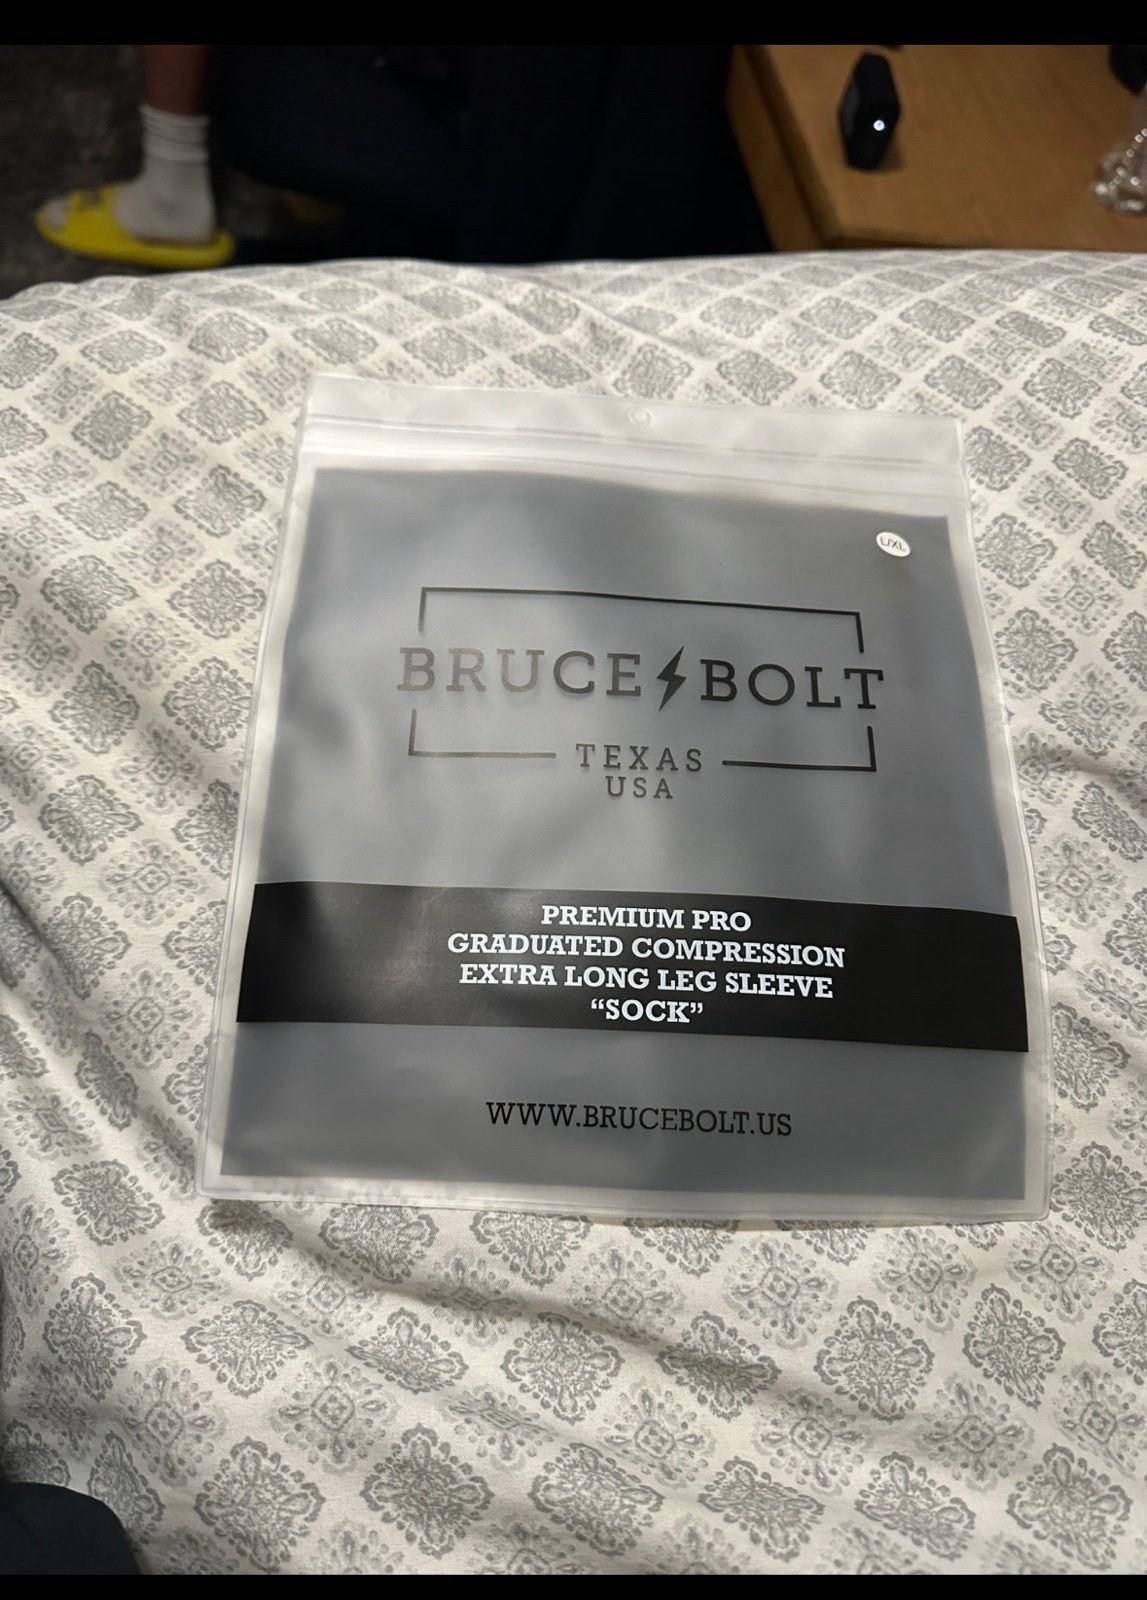 L/XL
BRUCE BOLT
TEXAS
USA
PREMIUM PRO
GRADUATED COMPRESSION
EXTRA LONG LEG SLEEVE
“SOCK”
WWW.BRUCEBOLT.US